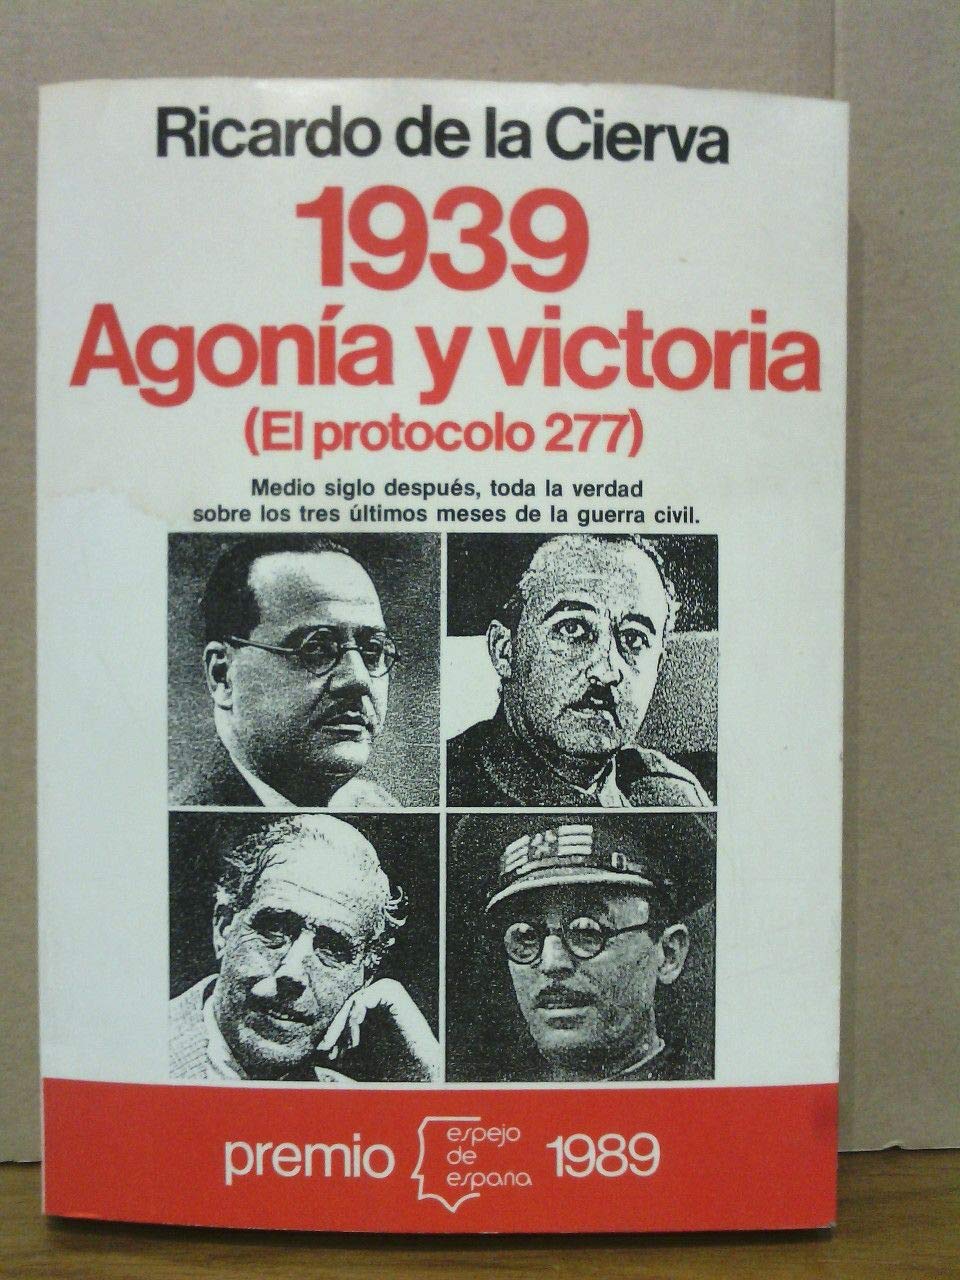 Ricardo de la Cierva
1939
Agonía y victoria
(El protocolo 277)
Medio siglo después, toda la verdad
sobre los tres últimos meses de la guerra civil.
premio espejo de españa 1989